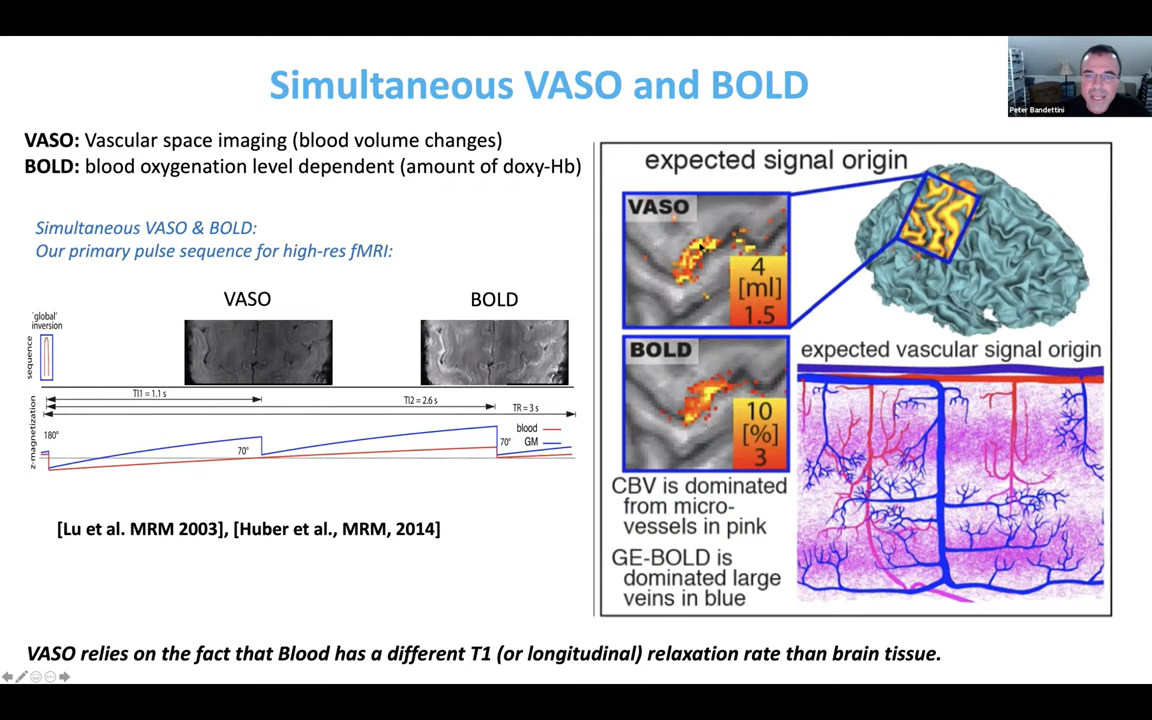 Simultaneous VASO and BOLD
Peter Bandettini
VASO: Vascular space imaging (blood volume changes)
BOLD: blood oxygenation level dependent (amount of doxy-Hb)
Simultaneous VASO & BOLD:
Our primary pulse sequence for high-res fMRI:
VASO
BOLD
'global'
inversion
sequence
TI1 = 1.1 s
TI2 = 2.6 s
TR = 3 s
z-magnetization
180°
70°
70°
blood
GM
[Lu et al. MRM 2003], [Huber et al., MRM, 2014]
expected signal origin
VASO
4
[ml]
1.5
BOLD
10
[%]
3
expected vascular signal origin
CBV is dominated
from micro-
vessels in pink
GE-BOLD is
dominated large
veins in blue
VASO relies on the fact that Blood has a different T1 (or longitudinal) relaxation rate than brain tissue.